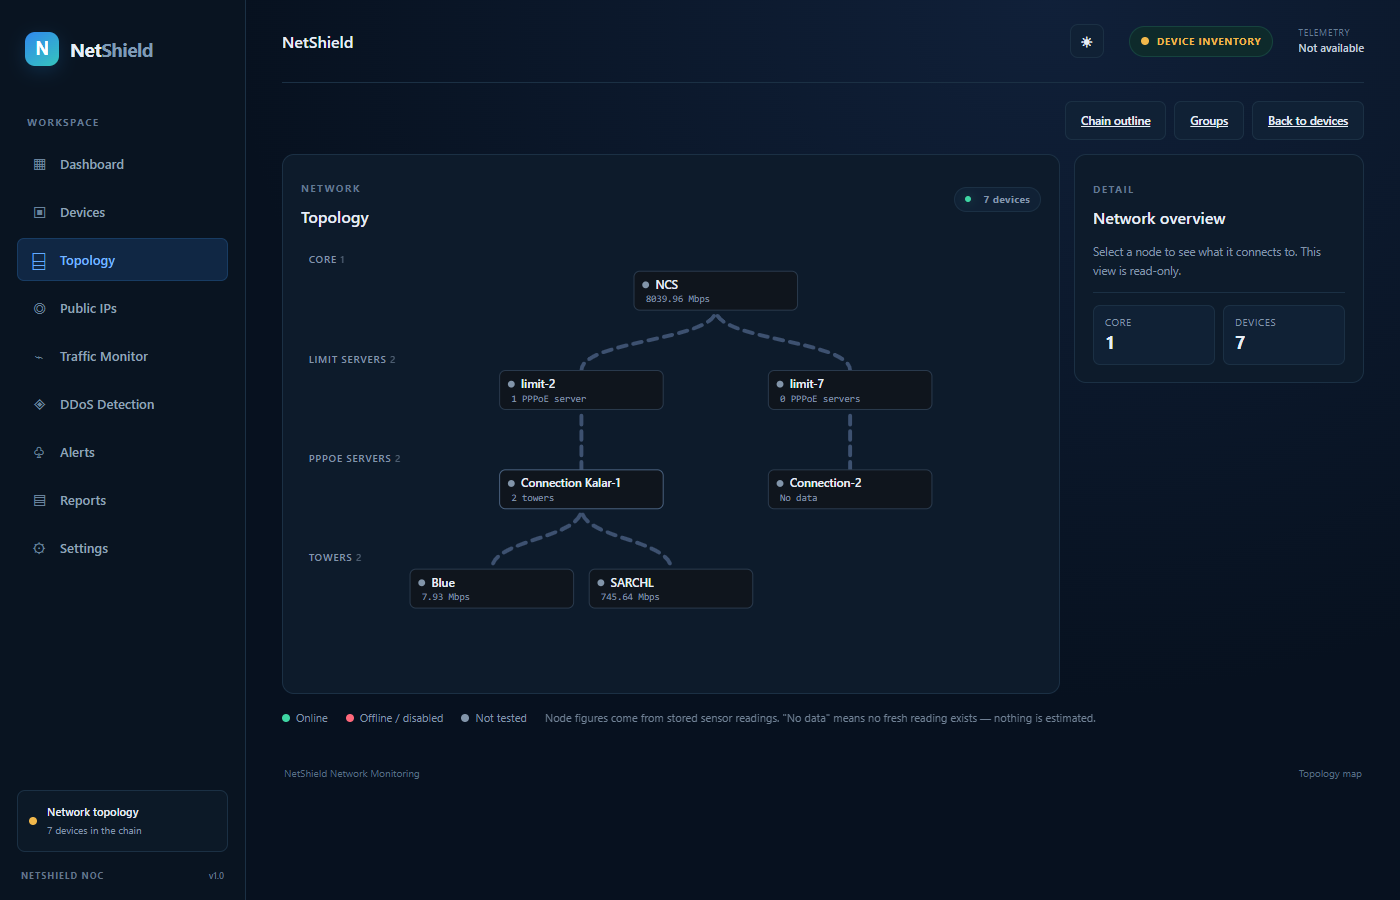 N NetShield
WORKSPACE
Dashboard
Devices
Topology
Public IPs
Traffic Monitor
DDoS Detection
Alerts
Reports
Settings
Network topology
7 devices in the chain
NETSHIELD NOC v1.0
NetShield
DEVICE INVENTORY
TELEMETRY
Not available
Chain outline Groups Back to devices
NETWORK
Topology
7 devices
CORE 1
NCS
8039.96 Mbps
LIMIT SERVERS 2
limit-2
1 PPPoE server
limit-7
0 PPPoE servers
PPPOE SERVERS 2
Connection Kalar-1
2 towers
Connection-2
No data
TOWERS 2
Blue
7.93 Mbps
SARCHL
745.64 Mbps
DETAIL
Network overview
Select a node to see what it connects to. This
view is read-only.
CORE
1
DEVICES
7
Online Offline / disabled Not tested Node figures come from stored sensor readings. "No data" means no fresh reading exists — nothing is estimated.
NetShield Network Monitoring Topology map